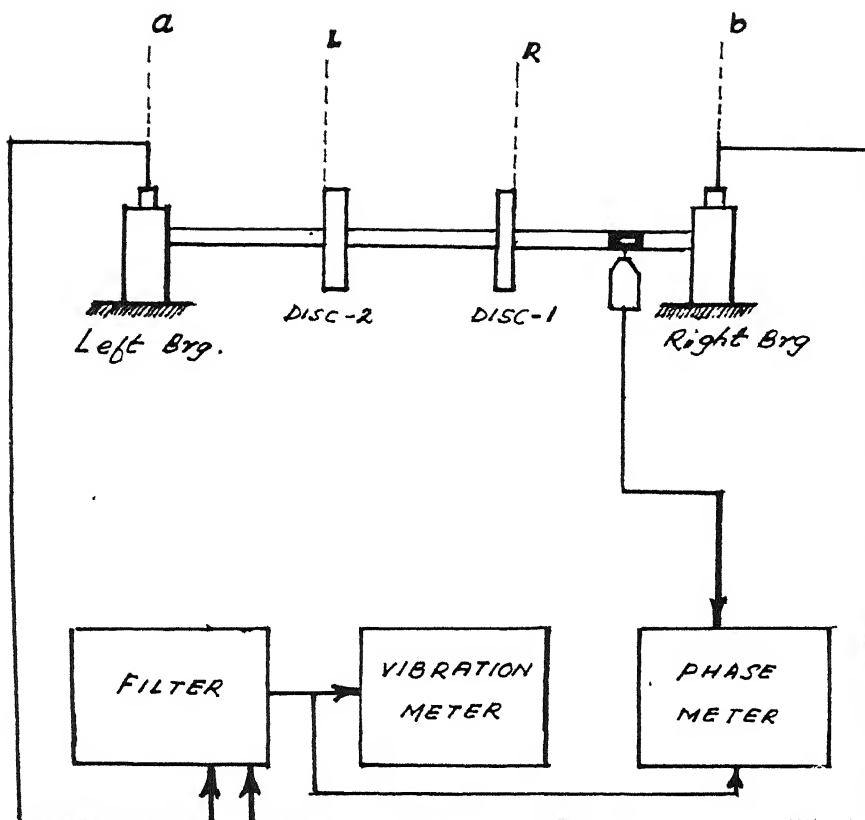 a
L
R
b
DISC-2
DISC-1
Left Brg.
Right Brg
FILTER
VIBRATION
METER
PHASE
METER